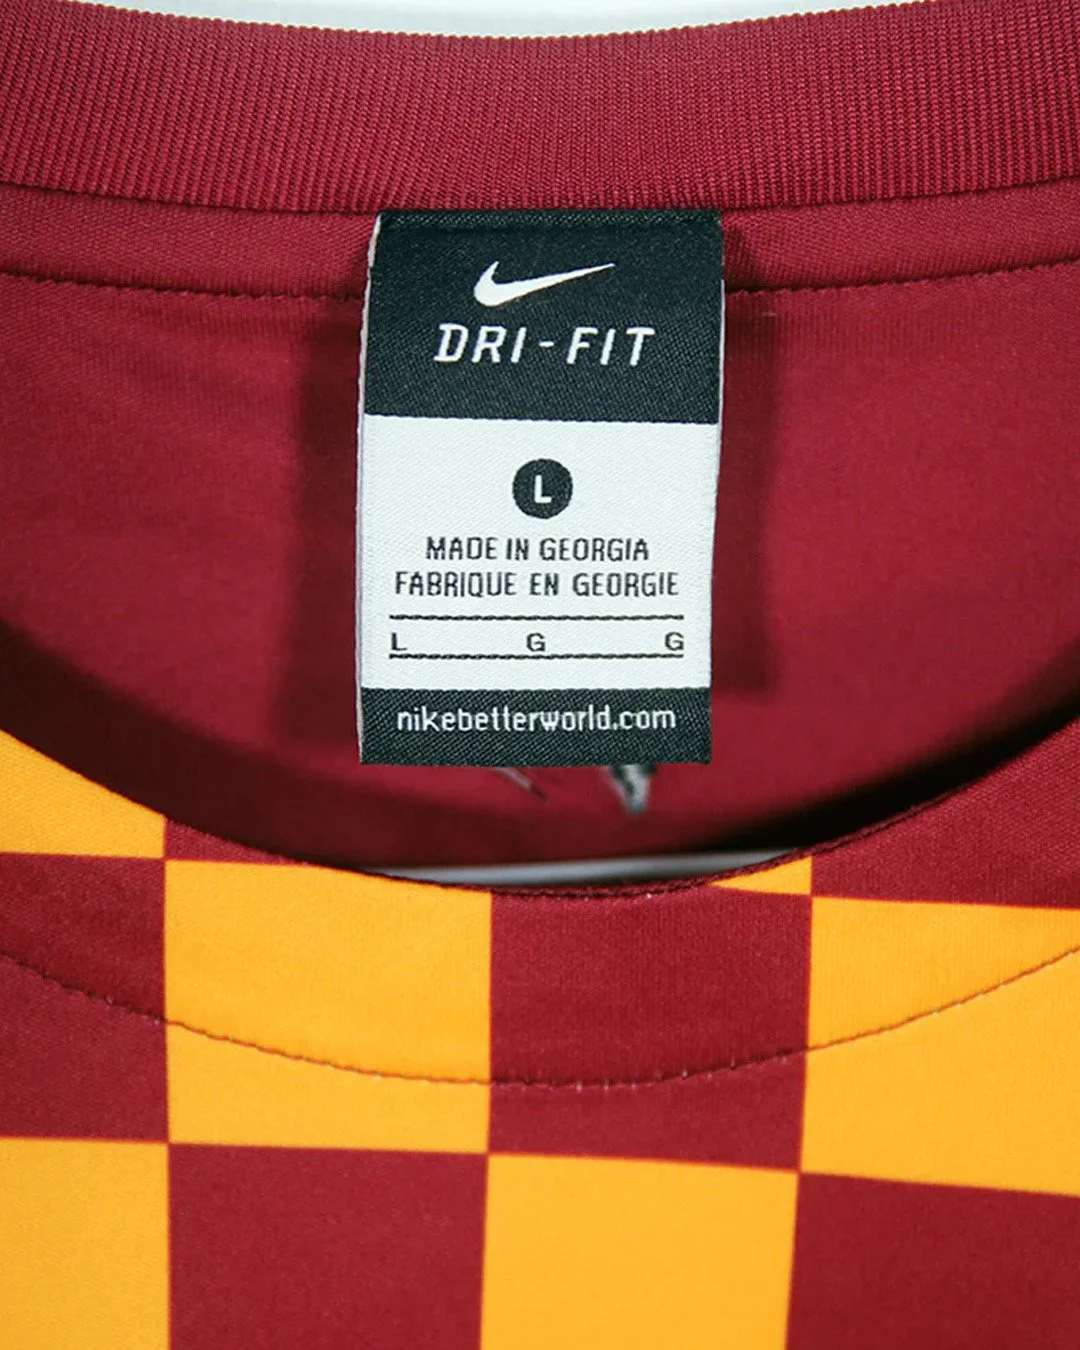 DRI-FIT
L
MADE IN GEORGIA
FABRIQUE EN GEORGIE
L G G
nikebetterworld.com